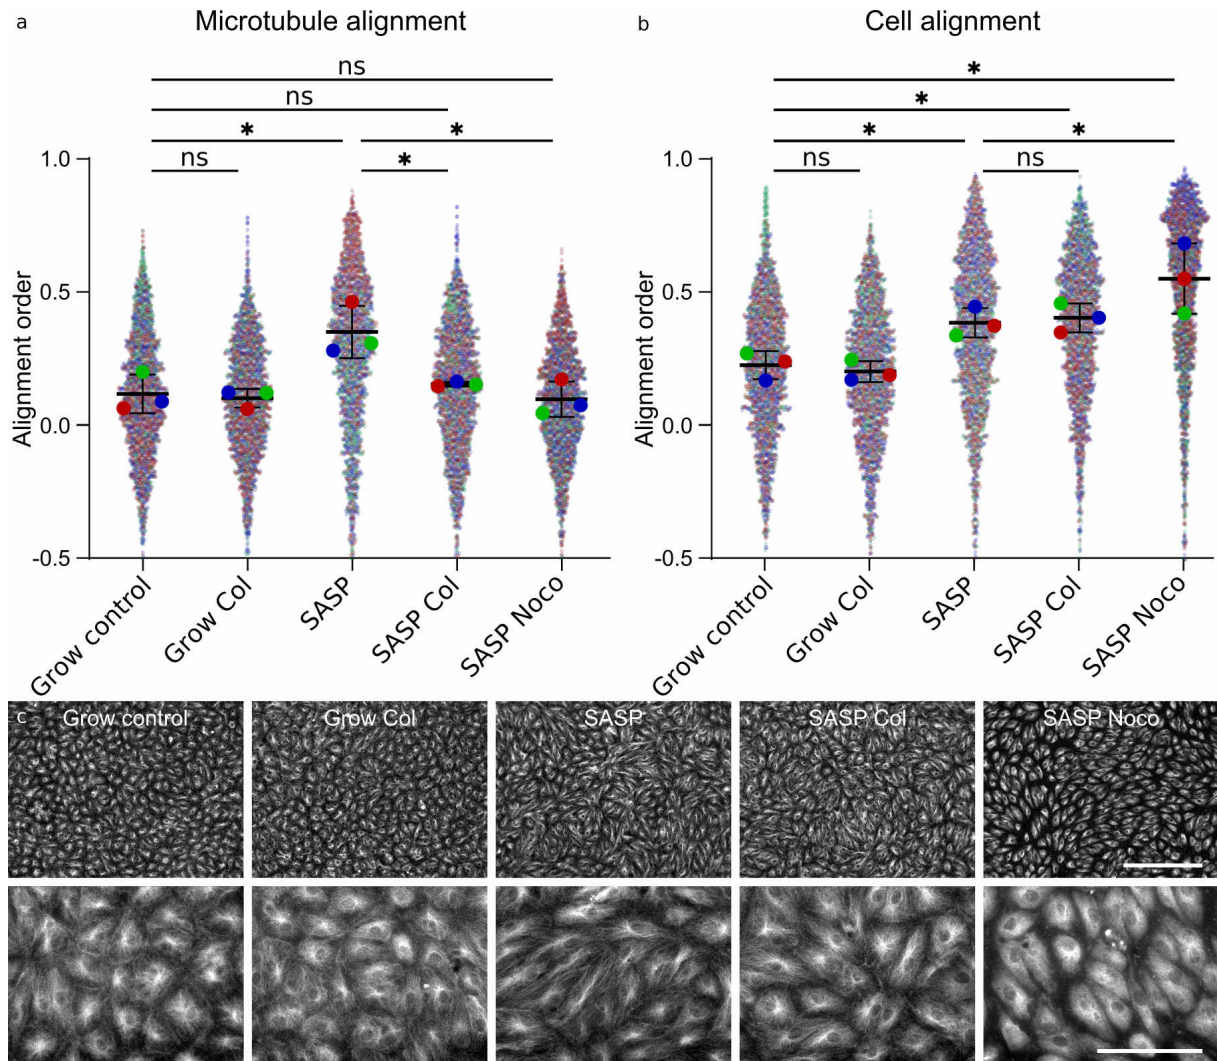 a
Microtubule alignment
ns
ns
*
*
ns
*
1.0
0.5
0.0
-0.5
Alignment order
Grow control
Grow Col
SASP
SASP Col
SASP Noco
b
Cell alignment
*
*
*
*
ns
ns
1.0
0.5
0.0
-0.5
Alignment order
Grow control
Grow Col
SASP
SASP Col
SASP Noco
c
Grow control
Grow Col
SASP
SASP Col
SASP Noco